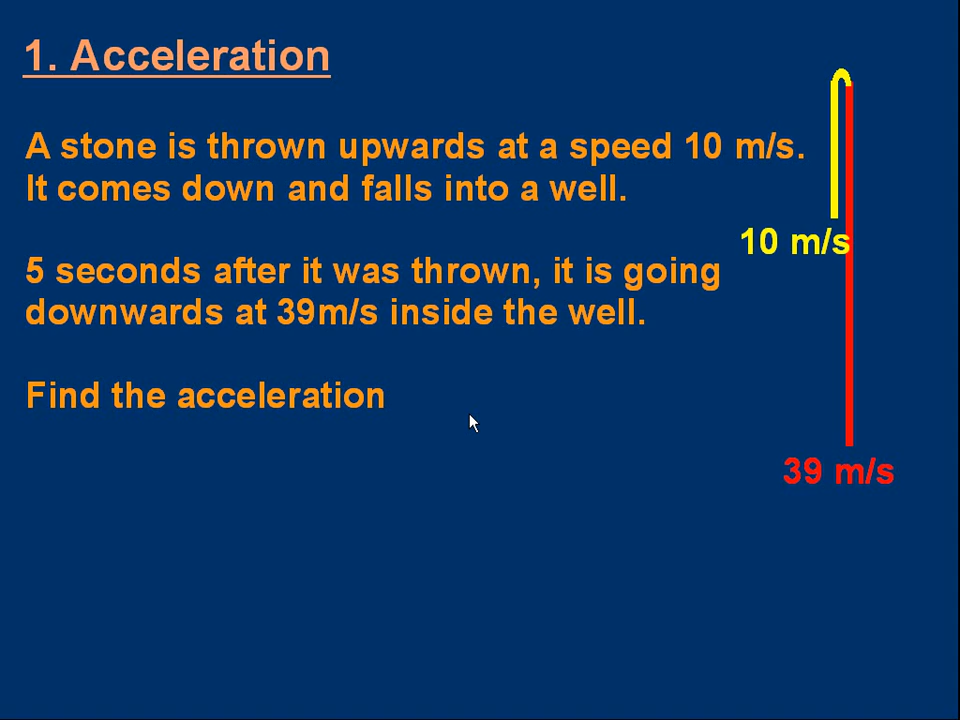 1. Acceleration
A stone is thrown upwards at a speed 10 m/s.
It comes down and falls into a well.
10 m/s
5 seconds after it was thrown, it is going
downwards at 39m/s inside the well.
Find the acceleration
39 m/s